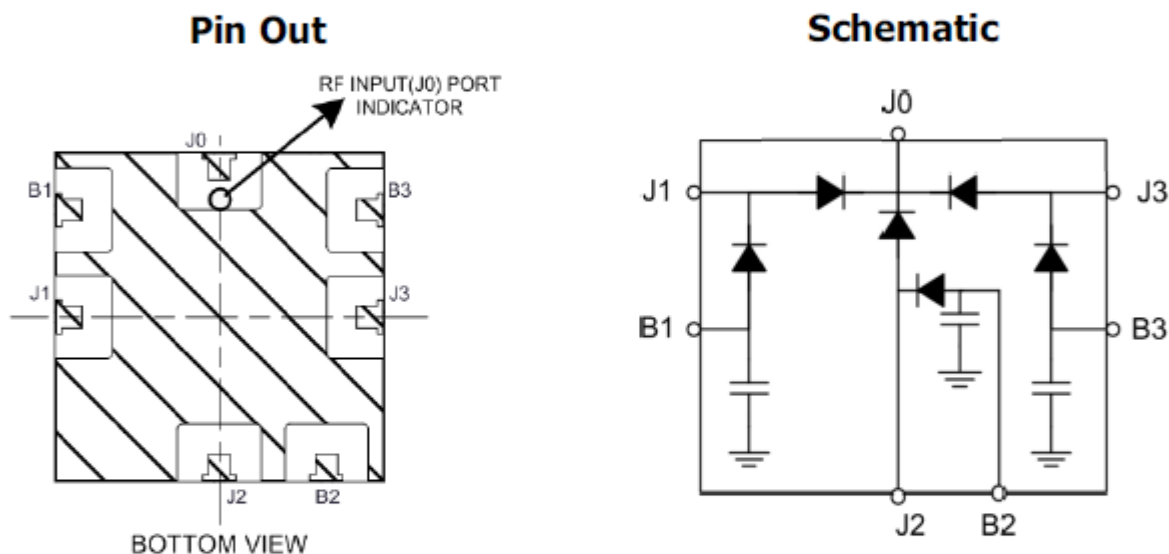 Pin Out
RF INPUT(J0) PORT
INDICATOR
J0
B1
B3
J1
J3
J2
B2
BOTTOM VIEW
Schematic
J0
J1
J3
B1
B3
J2
B2